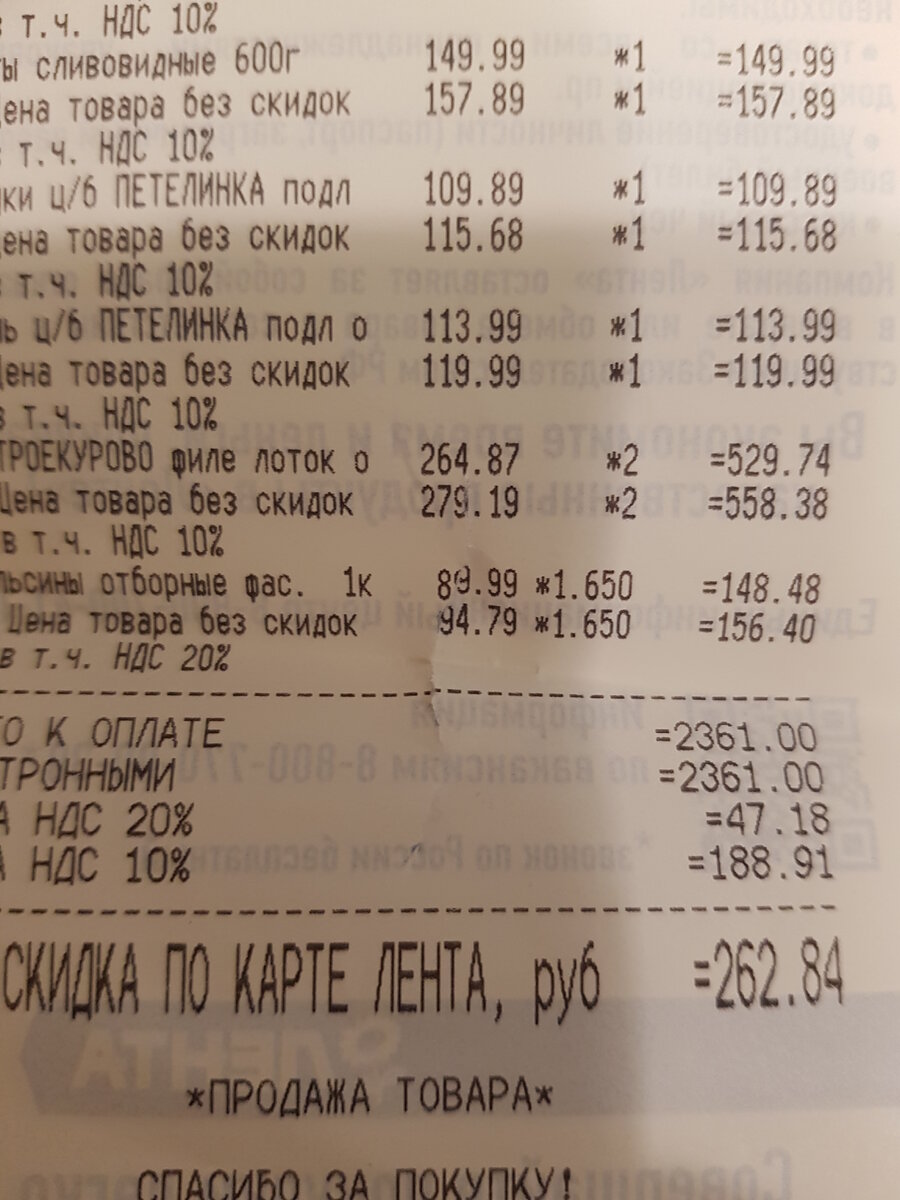 в т.ч. НДС 10%
ты сливовидные 600г 149.99 *1 =149.99
Цена товара без скидок 157.89 *1 =157.89
в т.ч. НДС 10%
ки ц/б ПЕТЕЛИНКА подл 109.89 *1 =109.89
Цена товара без скидок 115.68 *1 =115.68
в т.ч. НДС 10%
нь ц/б ПЕТЕЛИНКА подл о 113.99 *1 =113.99
Цена товара без скидок 119.99 *1 =119.99
в т.ч. НДС 10%
ТРОЕКУРОВО филе лоток о 264.87 *2 =529.74
Цена товара без скидок 279.19 *2 =558.38
в т.ч. НДС 10%
льсины отборные фас. 1к 89.99 *1.650 =148.48
Цена товара без скидок 94.79 *1.650 =156.40
в т.ч. НДС 20%
О К ОПЛАТЕ =2361.00
ТРОННЫМИ =2361.00
А НДС 20% =47.18
А НДС 10% =188.91
СКИДКА ПО КАРТЕ ЛЕНТА, руб =262.84
*ПРОДАЖА ТОВАРА*
СПАСИБО ЗА ПОКУПКУ!